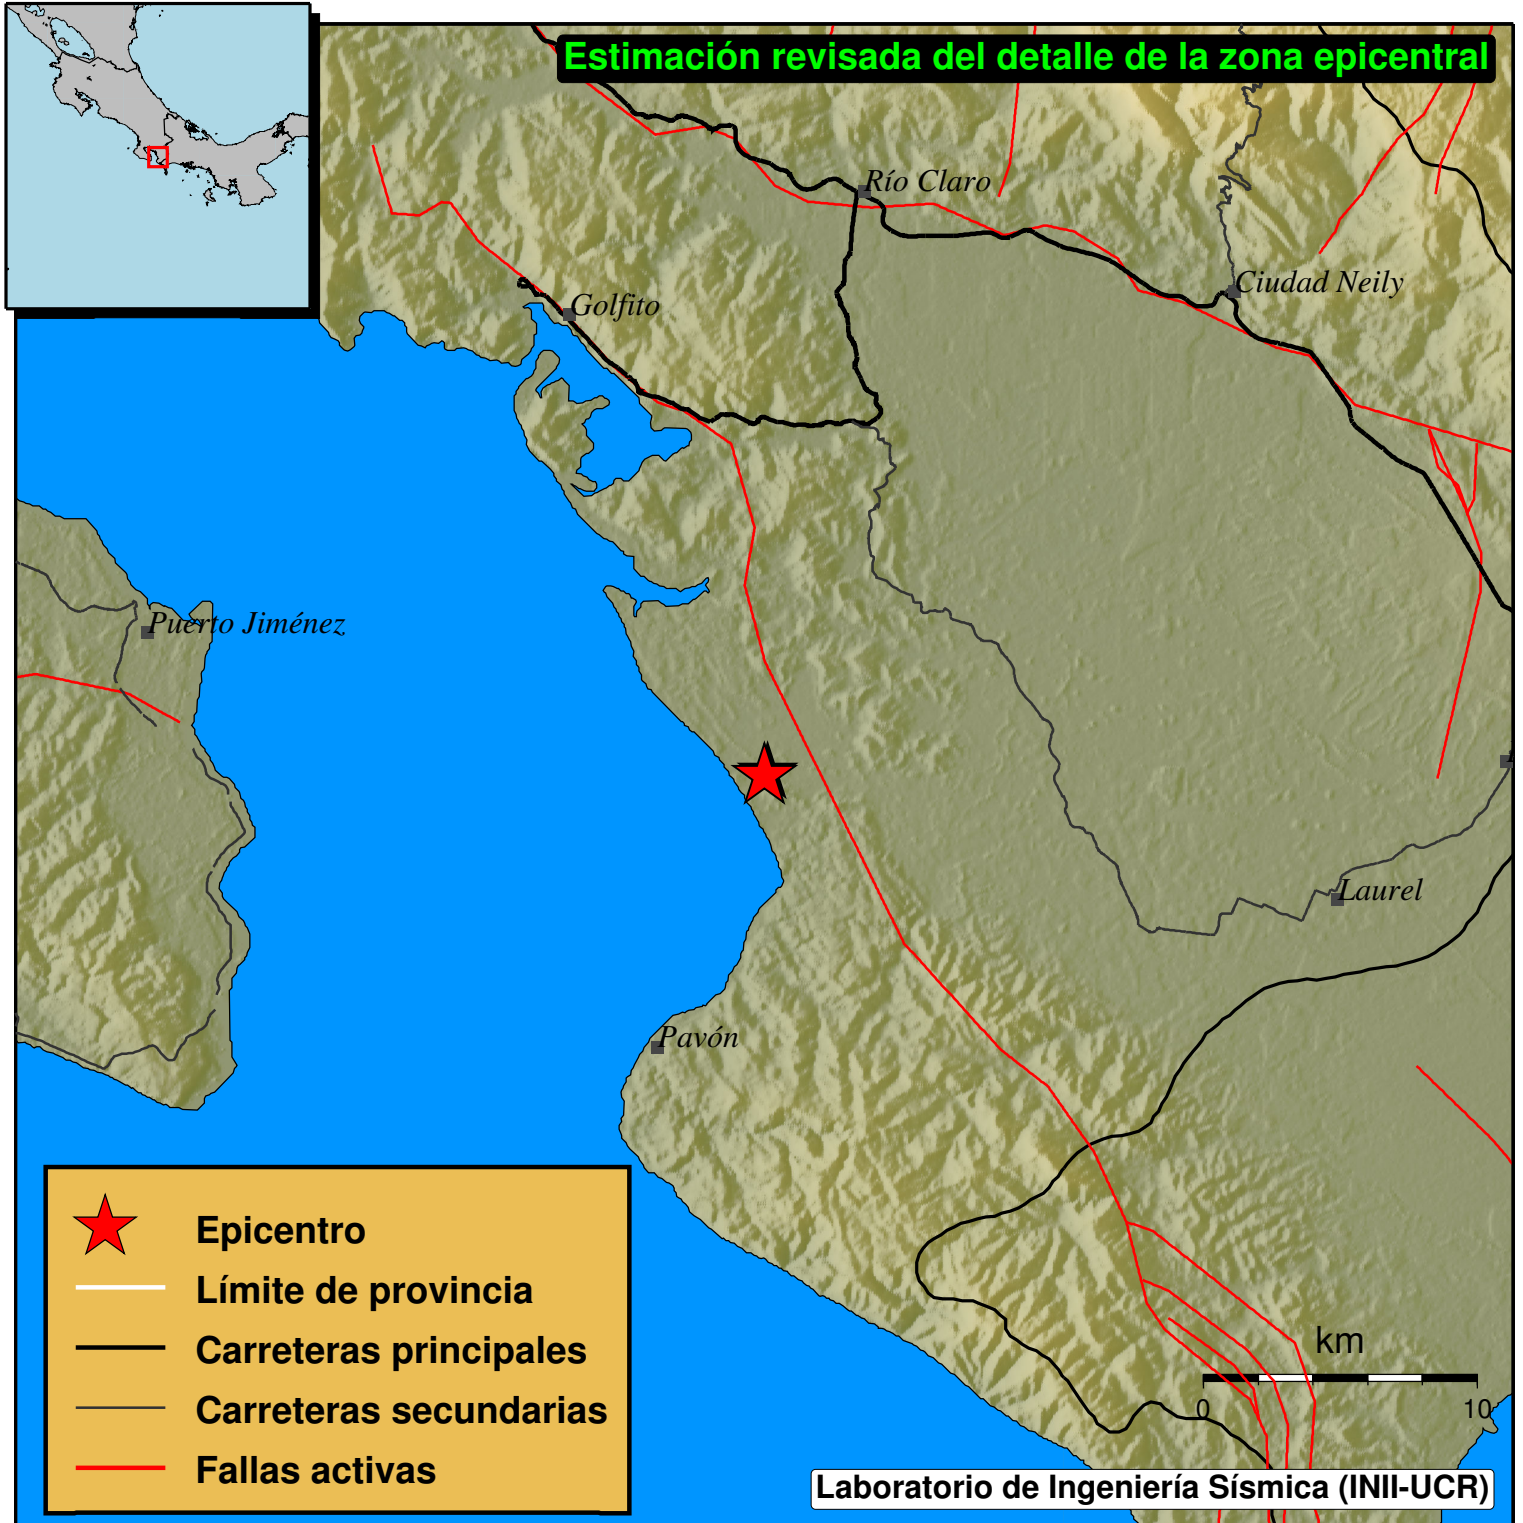 Estimación revisada del detalle de la zona epicentral
Río Claro
Ciudad Neily
Golfito
Puerto Jiménez
Laurel
Pavón
Epicentro
Límite de provincia
Carreteras principales
Carreteras secundarias
Fallas activas
km
0 10
Laboratorio de Ingeniería Sísmica (INII-UCR)